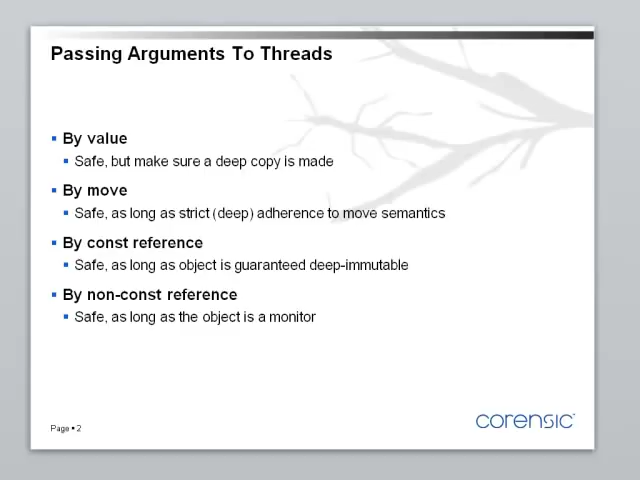 Passing Arguments To Threads
▪ By value
▪ Safe, but make sure a deep copy is made
▪ By move
▪ Safe, as long as strict (deep) adherence to move semantics
▪ By const reference
▪ Safe, as long as object is guaranteed deep-immutable
▪ By non-const reference
▪ Safe, as long as the object is a monitor
Page ▪ 2
corensic